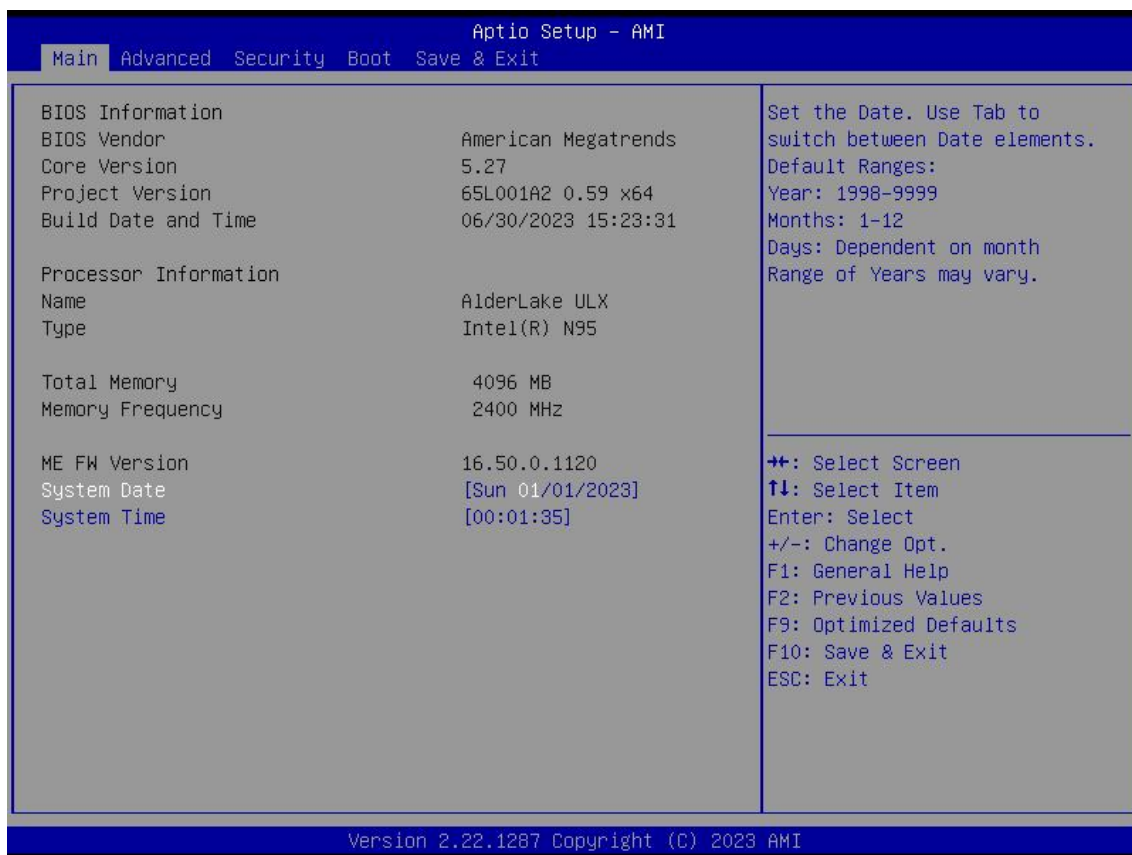 Aptio Setup – AMI
Main Advanced Security Boot Save & Exit
BIOS Information
BIOS Vendor American Megatrends
Core Version 5.27
Project Version 65L001A2 0.59 x64
Build Date and Time 06/30/2023 15:23:31
Processor Information
Name AlderLake ULX
Type Intel(R) N95
Total Memory 4096 MB
Memory Frequency 2400 MHz
ME FW Version 16.50.0.1120
System Date [Sun 01/01/2023]
System Time [00:01:35]
Set the Date. Use Tab to
switch between Date elements.
Default Ranges:
Year: 1998-9999
Months: 1-12
Days: Dependent on month
Range of Years may vary.
→←: Select Screen
↑↓: Select Item
Enter: Select
+/-: Change Opt.
F1: General Help
F2: Previous Values
F9: Optimized Defaults
F10: Save & Exit
ESC: Exit
Version 2.22.1287 Copyright (C) 2023 AMI